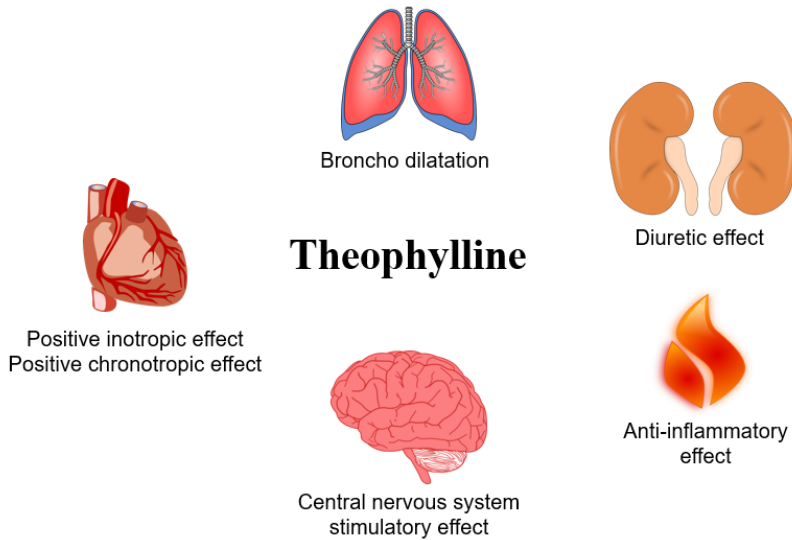 Broncho dilatation
Diuretic effect
Theophylline
Positive inotropic effect
Positive chronotropic effect
Anti-inflammatory
effect
Central nervous system
stimulatory effect